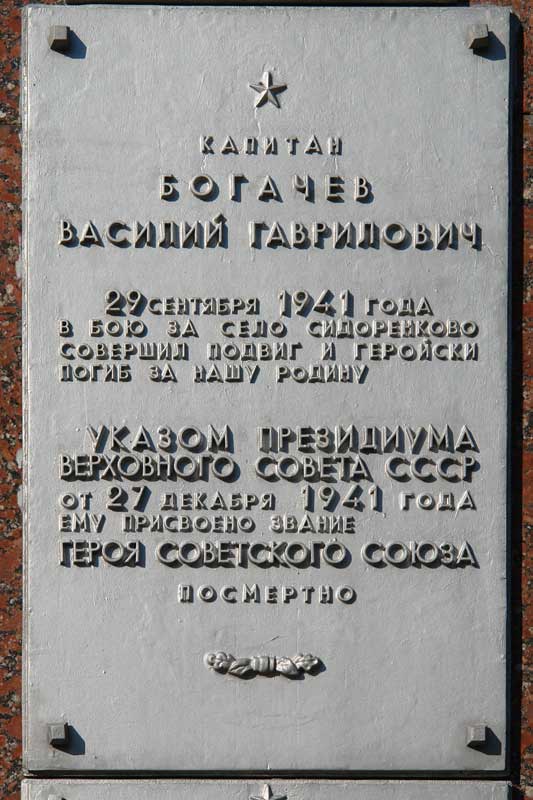 КАПИТАН
БОГАЧЕВ
ВАСИЛИЙ ГАВРИЛОВИЧ
29 СЕНТЯБРЯ 1941 ГОДА
В БОЮ ЗА СЕЛО СИДОРЕНКОВО
СОВЕРШИЛ ПОДВИГ И ГЕРОЙСКИ
ПОГИБ ЗА НАШУ РОДИНУ
УКАЗОМ ПРЕЗИДИУМА
ВЕРХОВНОГО СОВЕТА СССР
ОТ 27 ДЕКАБРЯ 1941 ГОДА
ЕМУ ПРИСВОЕНО ЗВАНИЕ
ГЕРОЯ СОВЕТСКОГО СОЮЗА
ПОСМЕРТНО